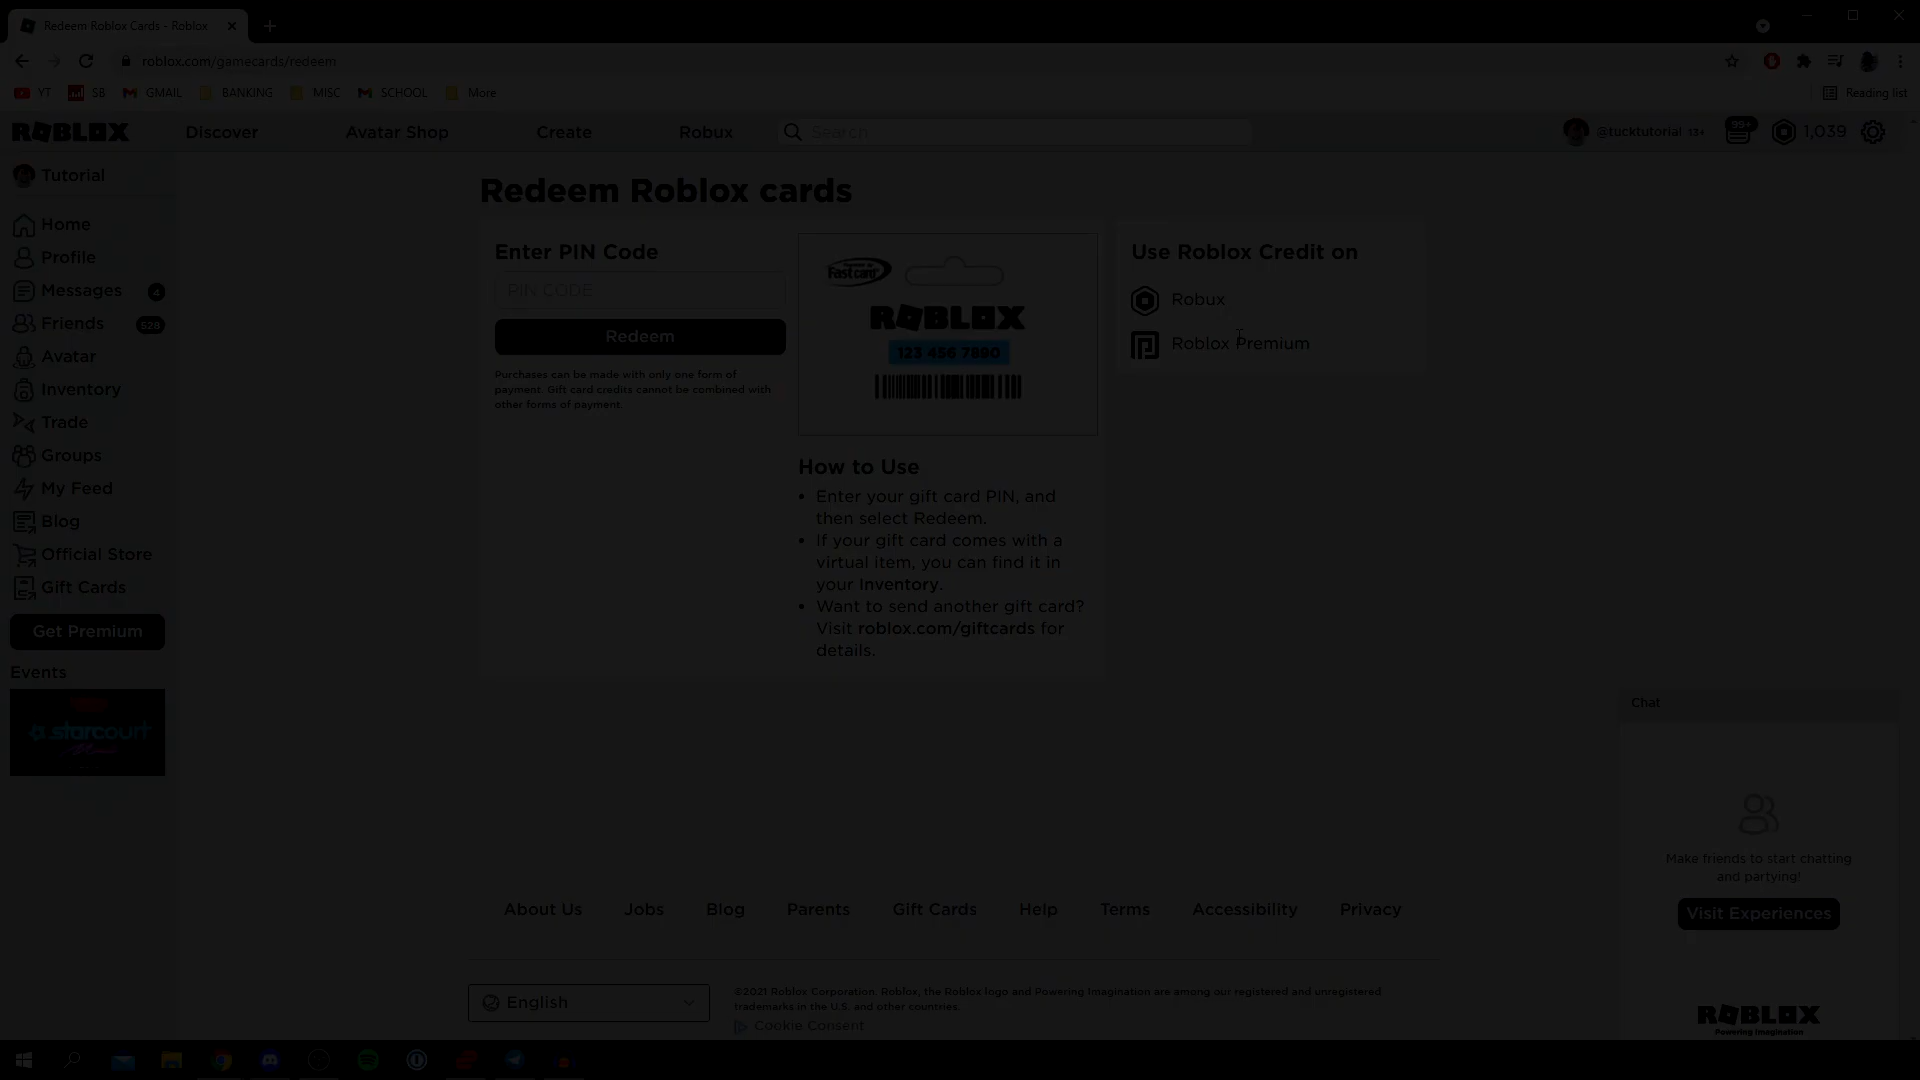 Redeem Roblox Cards - Roblox
roblox.com/gamecards/redeem
YT
SB
GMAIL
BANKING
MISC
SCHOOL
More
Reading list
ROBLOX
Discover
Avatar Shop
Create
Robux
Search
@tucktutorial 13+
99+
1,039
Tutorial
Home
Profile
Messages
4
Friends
528
Avatar
Inventory
Trade
Groups
My Feed
Blog
Official Store
Gift Cards
Get Premium
Events
starcourt
Redeem Roblox cards
Enter PIN Code
PIN CODE
Redeem
Purchases can be made with only one form of
payment. Gift card credits cannot be combined with
other forms of payment.
Fastcard
ROBLOX
123 456 7890
How to Use
• Enter your gift card PIN, and
then select Redeem.
• If your gift card comes with a
virtual item, you can find it in
your Inventory.
• Want to send another gift card?
Visit roblox.com/giftcards for
details.
Use Roblox Credit on
Robux
Roblox Premium
Chat
Make friends to start chatting
and partying!
Visit Experiences
ROBLOX
Powering Imagination
About Us
Jobs
Blog
Parents
Gift Cards
Help
Terms
Accessibility
Privacy
English
©2021 Roblox Corporation. Roblox, the Roblox logo and Powering Imagination are among our registered and unregistered
trademarks in the U.S. and other countries.
Cookie Consent